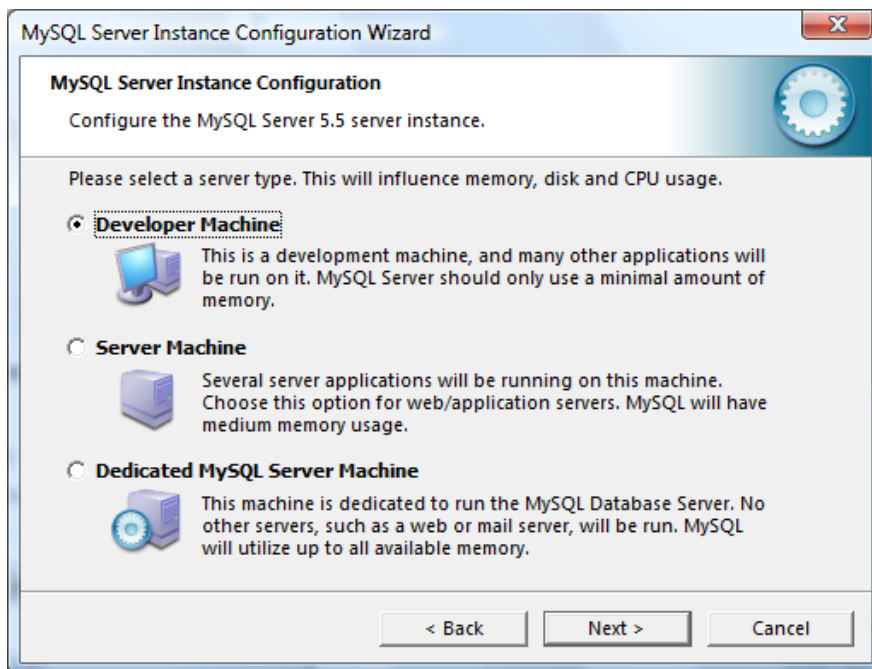 MySQL Server Instance Configuration Wizard
MySQL Server Instance Configuration
Configure the MySQL Server 5.5 server instance.
Please select a server type. This will influence memory, disk and CPU usage.
Developer Machine
This is a development machine, and many other applications will
be run on it. MySQL Server should only use a minimal amount of
memory.
Server Machine
Several server applications will be running on this machine.
Choose this option for web/application servers. MySQL will have
medium memory usage.
Dedicated MySQL Server Machine
This machine is dedicated to run the MySQL Database Server. No
other servers, such as a web or mail server, will be run. MySQL
will utilize up to all available memory.
< Back Next > Cancel